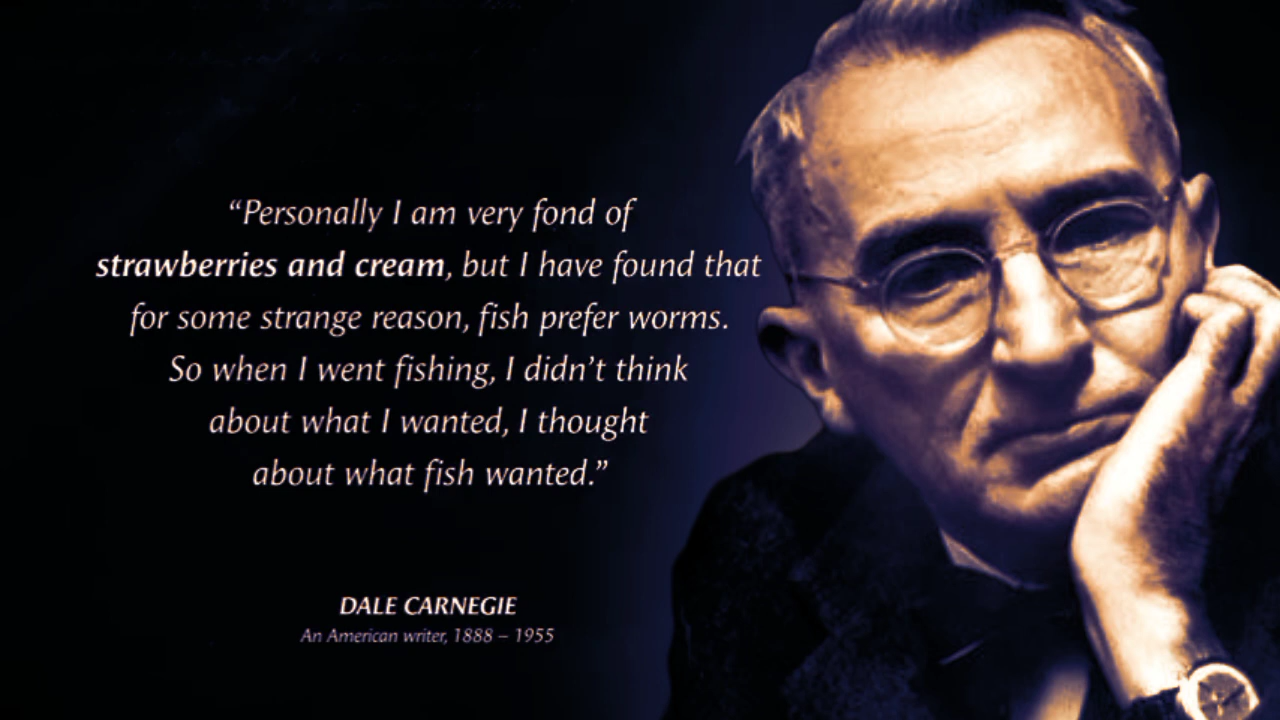 “Personally I am very fond of
strawberries and cream, but I have found that
for some strange reason, fish prefer worms.
So when I went fishing, I didn’t think
about what I wanted, I thought
about what fish wanted.”
DALE CARNEGIE
An American writer, 1888 – 1955